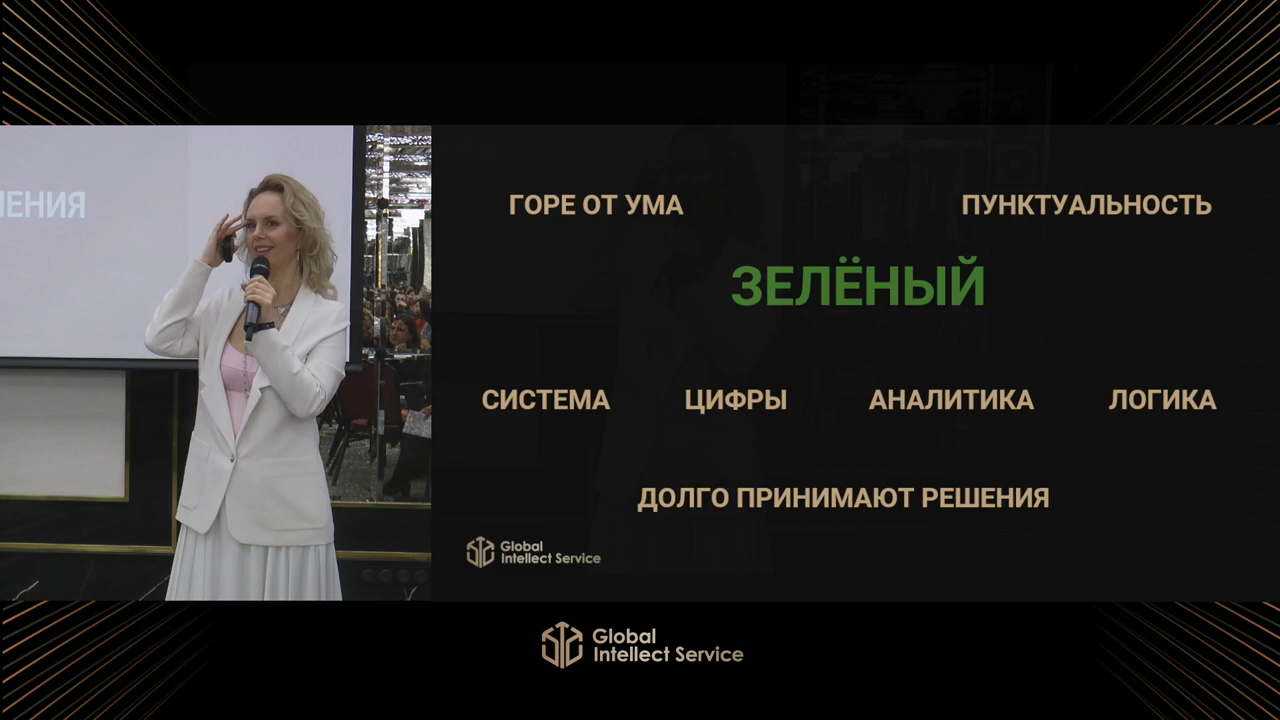 ГОРЕ ОТ УМА
ПУНКТУАЛЬНОСТЬ
ЗЕЛЁНЫЙ
СИСТЕМА
ЦИФРЫ
АНАЛИТИКА
ЛОГИКА
ДОЛГО ПРИНИМАЮТ РЕШЕНИЯ
Global
Intellect Service
Global
Intellect Service